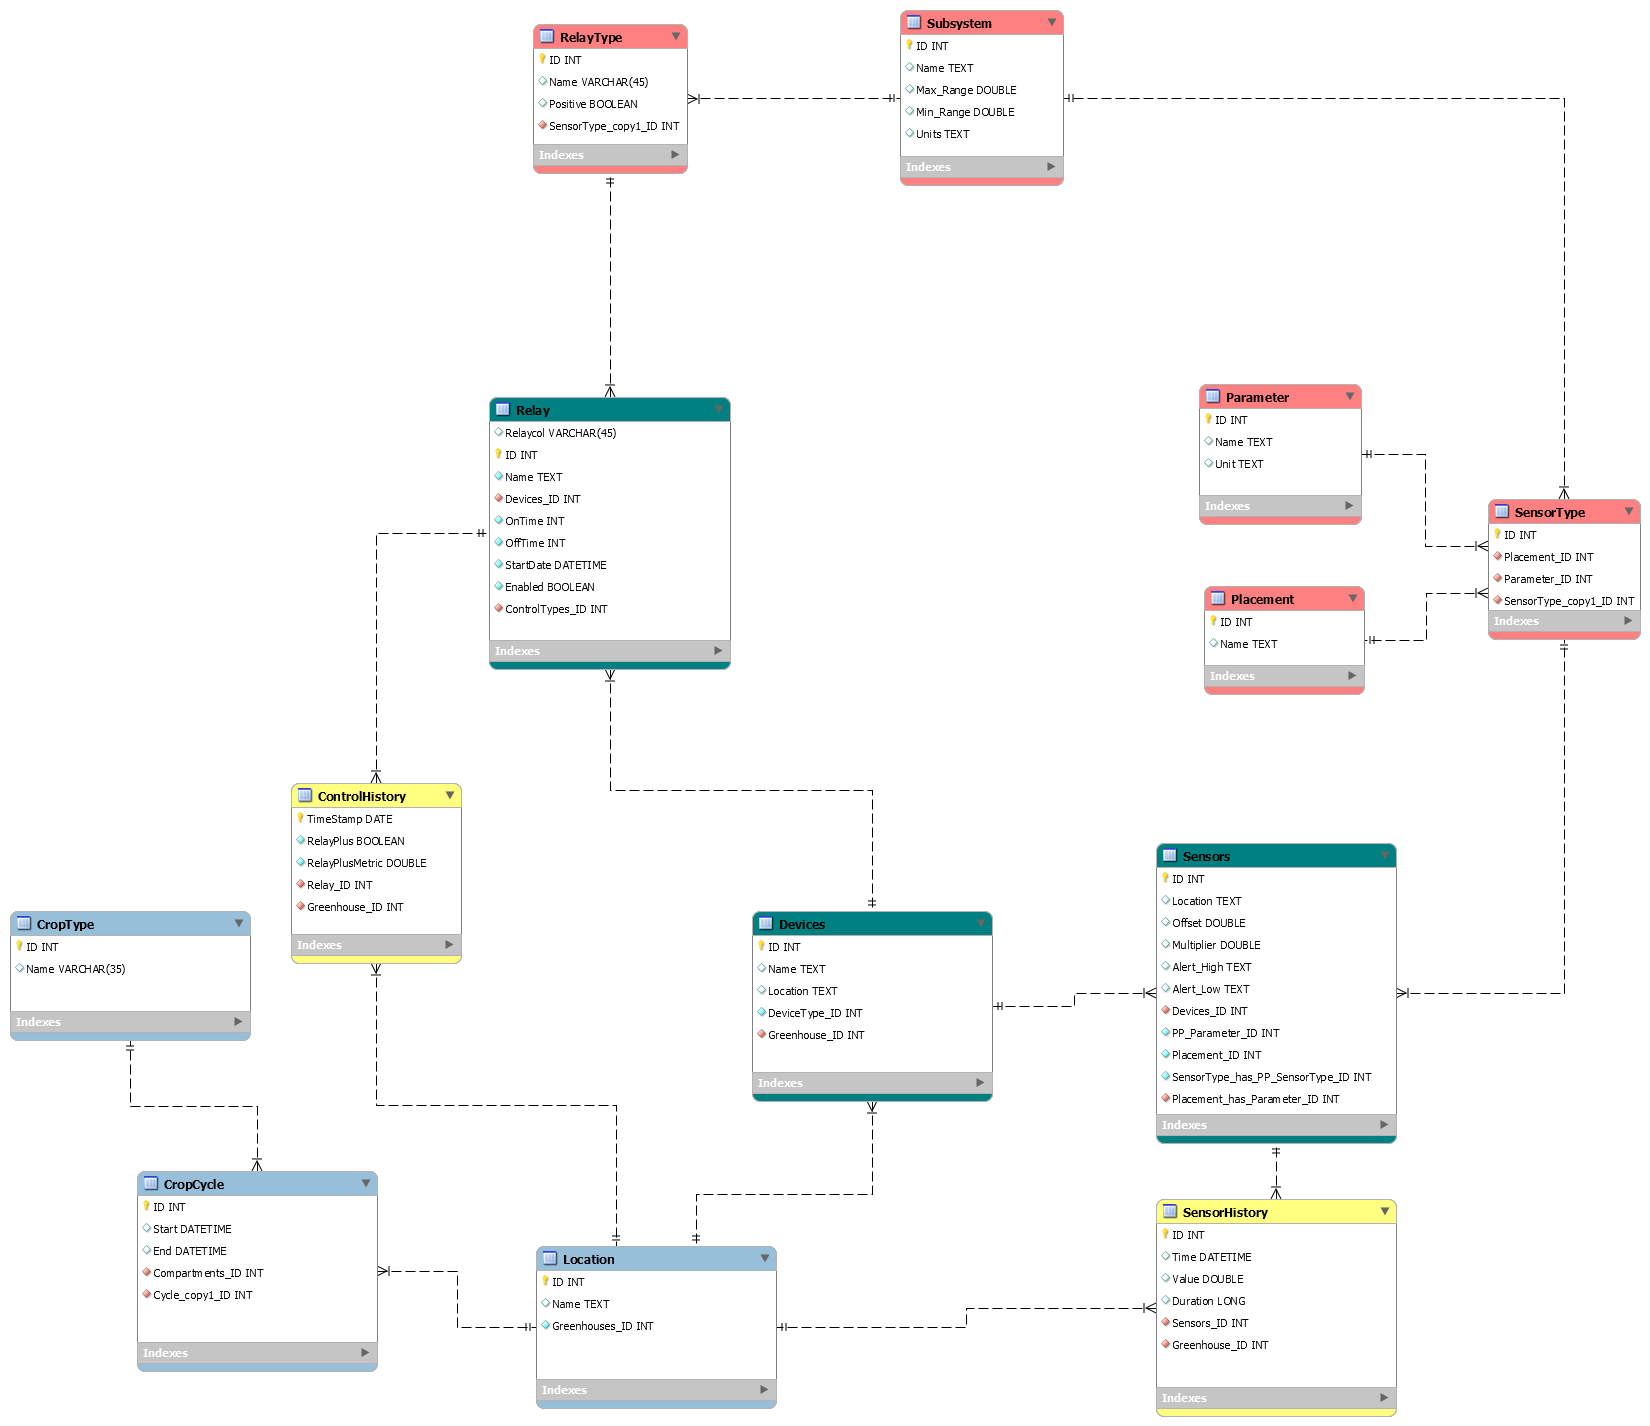 RelayType
ID INT
Name VARCHAR(45)
Positive BOOLEAN
SensorType_copy1_ID INT
Indexes
Subsystem
ID INT
Name TEXT
Max_Range DOUBLE
Min_Range DOUBLE
Units TEXT
Indexes
Relay
Relaycol VARCHAR(45)
ID INT
Name TEXT
Devices_ID INT
OnTime INT
OffTime INT
StartDate DATETIME
Enabled BOOLEAN
ControlTypes_ID INT
Indexes
Parameter
ID INT
Name TEXT
Unit TEXT
Indexes
SensorType
ID INT
Placement_ID INT
Parameter_ID INT
SensorType_copy1_ID INT
Indexes
Placement
ID INT
Name TEXT
Indexes
ControlHistory
TimeStamp DATE
RelayPlus BOOLEAN
RelayPlusMetric DOUBLE
Relay_ID INT
Greenhouse_ID INT
Indexes
CropType
ID INT
Name VARCHAR(35)
Indexes
Devices
ID INT
Name TEXT
Location TEXT
DeviceType_ID INT
Greenhouse_ID INT
Indexes
Sensors
ID INT
Location TEXT
Offset DOUBLE
Multiplier DOUBLE
Alert_High TEXT
Alert_Low TEXT
Devices_ID INT
PP_Parameter_ID INT
Placement_ID INT
SensorType_has_PP_SensorType_ID INT
Placement_has_Parameter_ID INT
Indexes
CropCycle
ID INT
Start DATETIME
End DATETIME
Compartments_ID INT
Cycle_copy1_ID INT
Indexes
Location
ID INT
Name TEXT
Greenhouses_ID INT
Indexes
SensorHistory
ID INT
Time DATETIME
Value DOUBLE
Duration LONG
Sensors_ID INT
Greenhouse_ID INT
Indexes